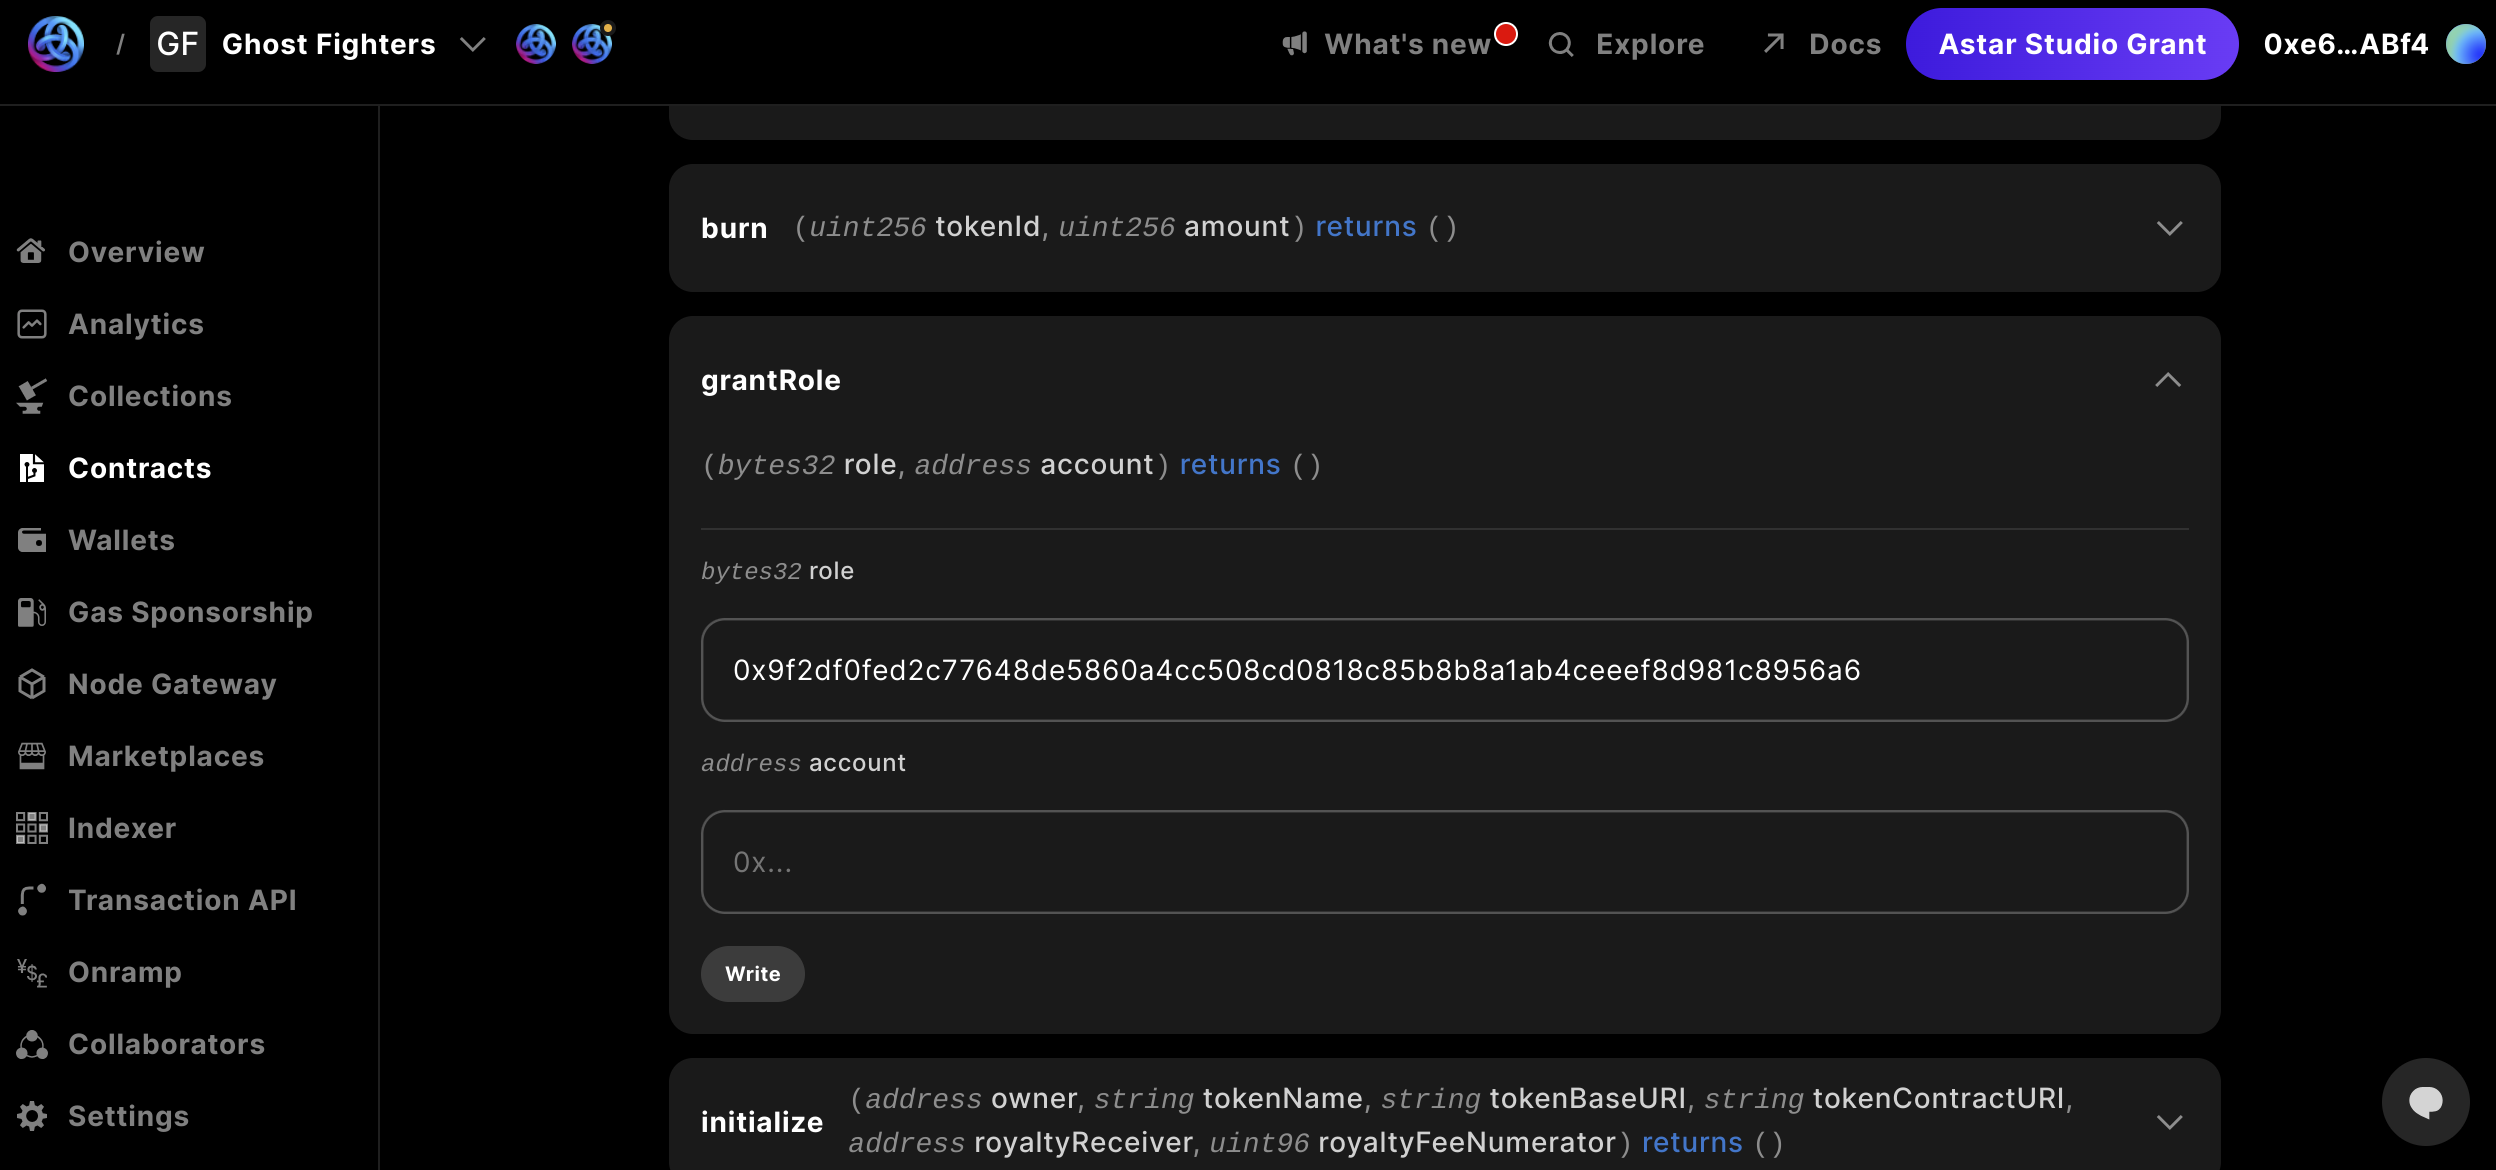 / GF Ghost Fighters What's new Explore Docs Astar Studio Grant 0xe6...ABf4
Overview
Analytics
Collections
Contracts
Wallets
Gas Sponsorship
Node Gateway
Marketplaces
Indexer
Transaction API
Onramp
Collaborators
Settings
burn (uint256 tokenId, uint256 amount) returns ()
grantRole
(bytes32 role, address account) returns ()
bytes32 role
0x9f2df0fed2c77648de5860a4cc508cd0818c85b8b8a1ab4ceeef8d981c8956a6
address account
0x...
Write
initialize (address owner, string tokenName, string tokenBaseURI, string tokenContractURI,
address royaltyReceiver, uint96 royaltyFeeNumerator) returns ()